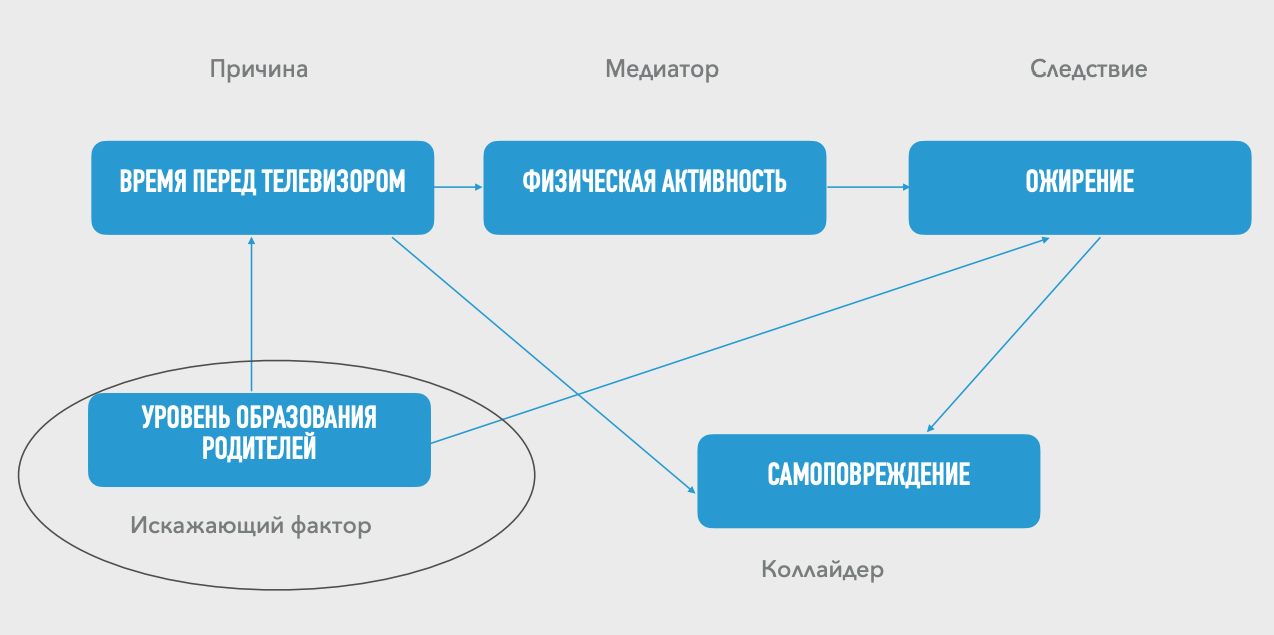 Причина
Медиатор
Следствие
ВРЕМЯ ПЕРЕД ТЕЛЕВИЗОРОМ
ФИЗИЧЕСКАЯ АКТИВНОСТЬ
ОЖИРЕНИЕ
УРОВЕНЬ ОБРАЗОВАНИЯ
РОДИТЕЛЕЙ
Искажающий фактор
САМОПОВРЕЖДЕНИЕ
Коллайдер